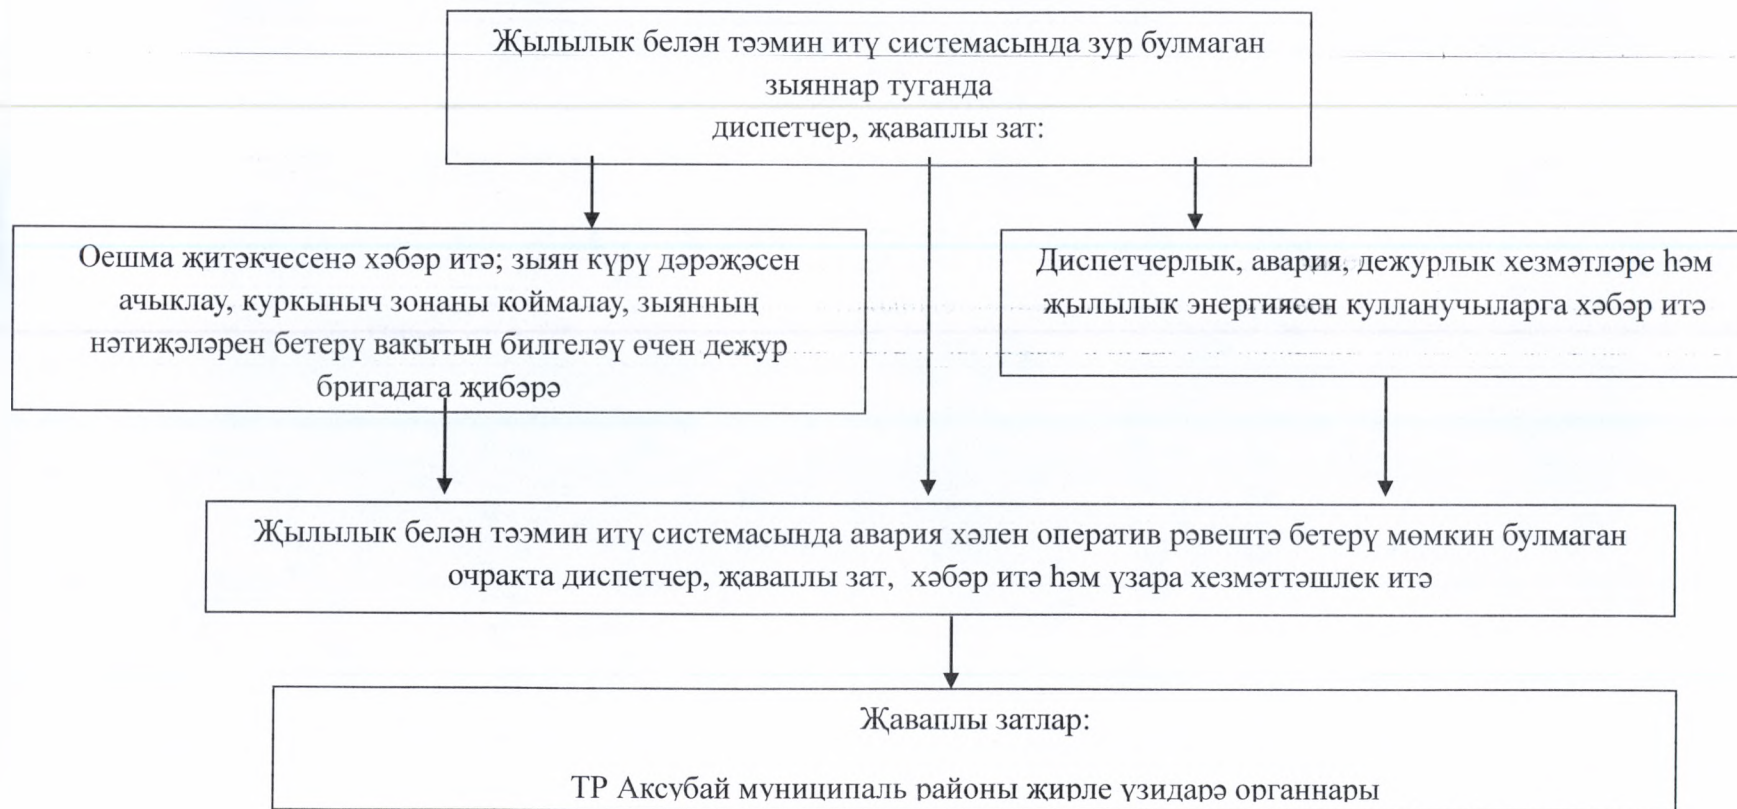 Җылылык белән тәэмин итү системасында зур булмаган
зыяннар туганда
диспетчер, җаваплы зат:
Оешма җитәкчесенә хәбәр итә; зыян күрү дәрәҗәсен
ачыклау, куркыныч зонаны коймалау, зыянның
нәтиҗәләрен бетерү вакытын билгеләү өчен дежур
бригадага җибәрә
Диспетчерлык, авария, дежурлык хезмәтләре һәм
җылылык энергиясен кулланучыларга хәбәр итә
Җылылык белән тәэмин итү системасында авария хәлен оператив рәвештә бетерү мөмкин булмаган
очракта диспетчер, җаваплы зат, хәбәр итә һәм үзара хезмәттәшлек итә
Җаваплы затлар:
ТР Аксубай муниципаль районы җирле үзидарә органнары